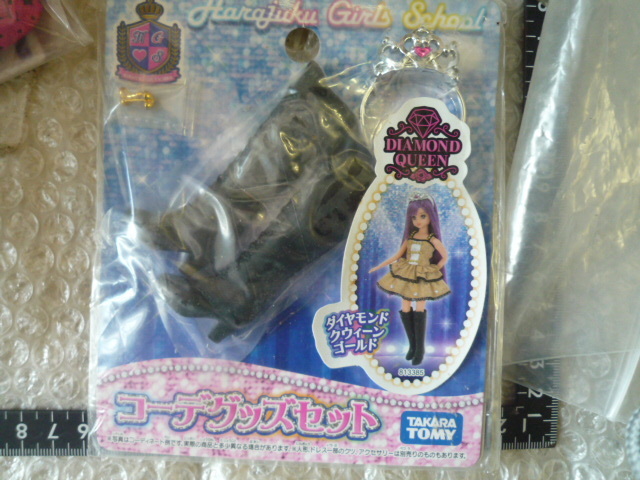 Harajuku Girls School
H G S
DIAMOND
QUEEN
ダイヤモンド
クウィーン
ゴールド
813385
コーデグッズセット
TAKARA
TOMY
8 7